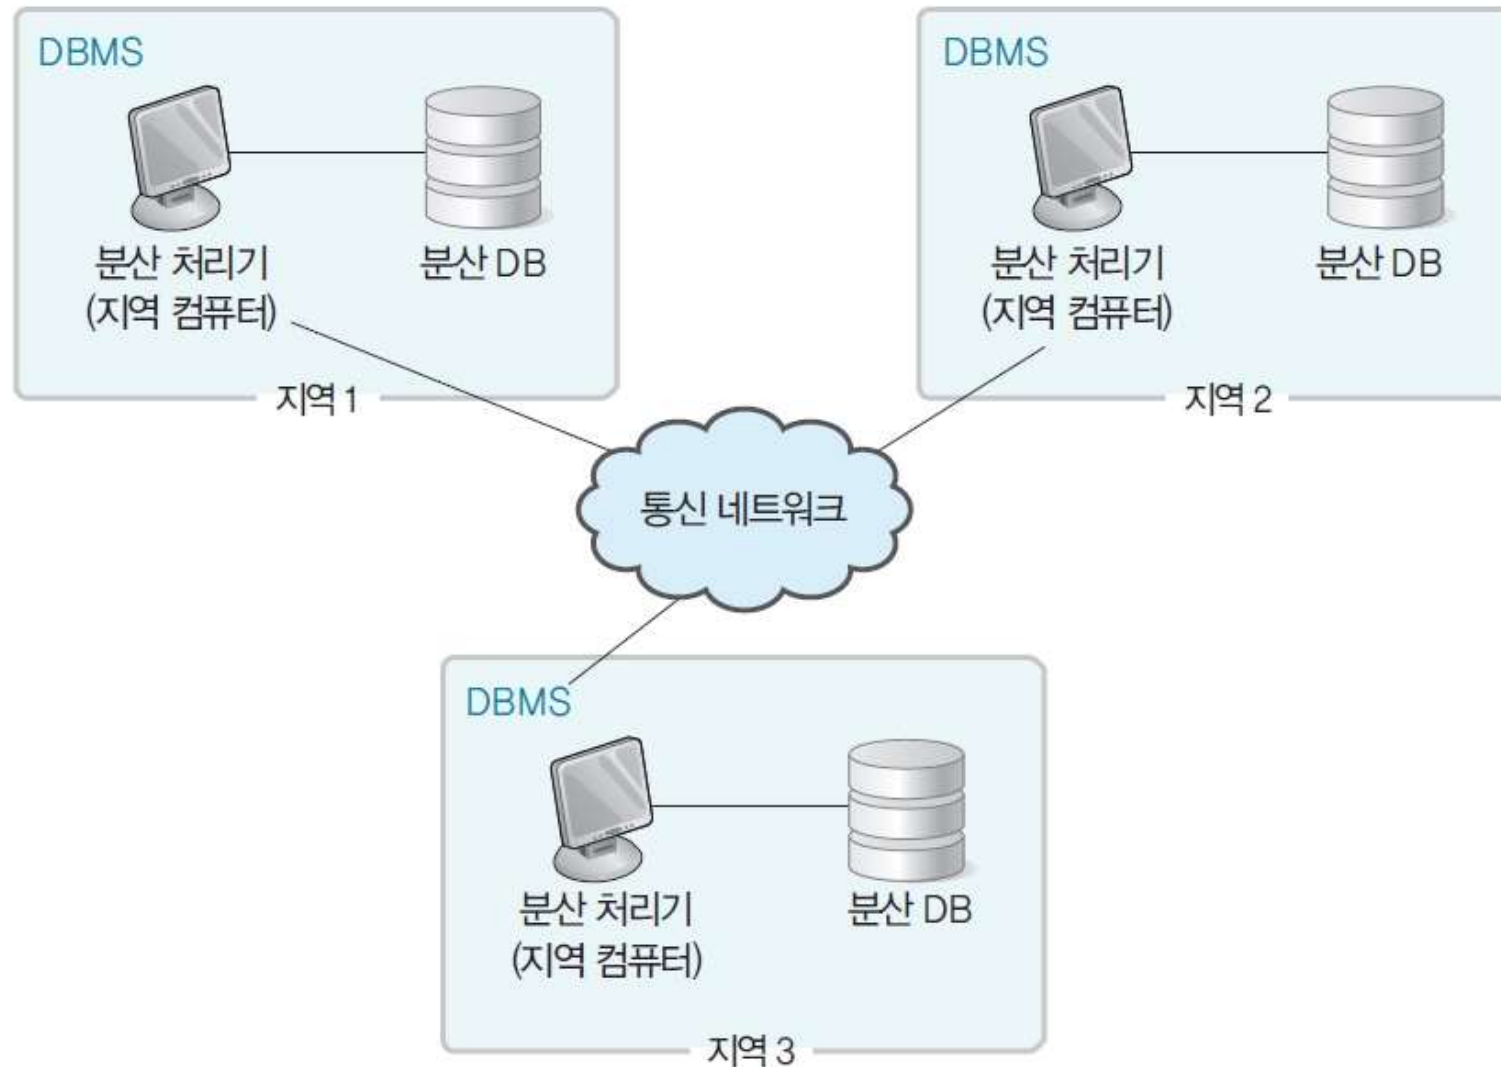 DBMS
분산 처리기
(지역 컴퓨터)
분산 DB
지역 1
DBMS
분산 처리기
(지역 컴퓨터)
분산 DB
지역 2
통신 네트워크
DBMS
분산 처리기
(지역 컴퓨터)
분산 DB
지역 3